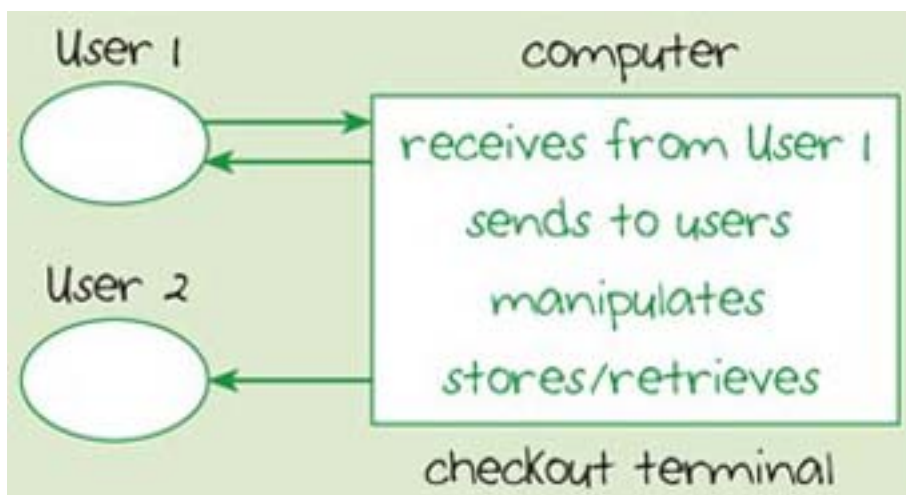 User 1
computer
receives from User 1
sends to users
manipulates
User 2
stores/retrieves
checkout terminal